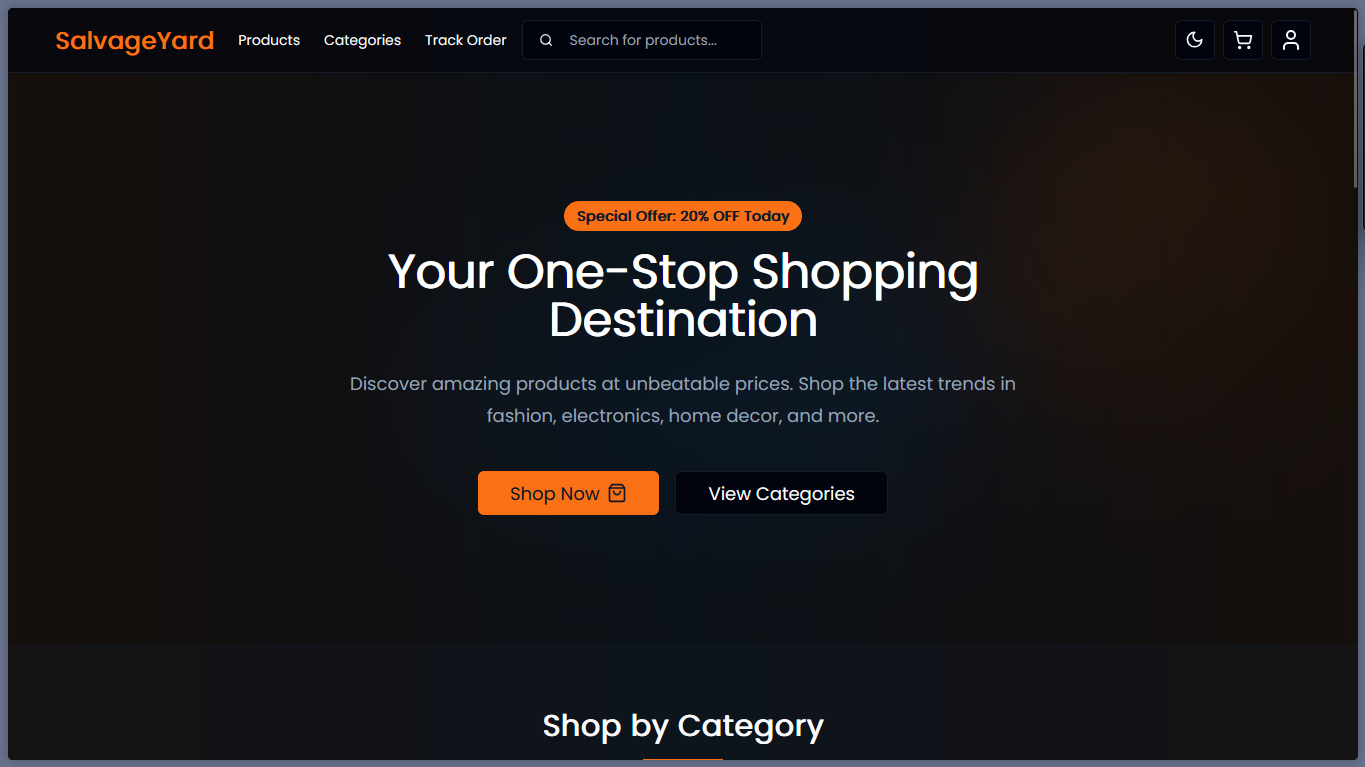 SalvageYard Products Categories Track Order Search for products...
Special Offer: 20% OFF Today
Your One-Stop Shopping
Destination
Discover amazing products at unbeatable prices. Shop the latest trends in
fashion, electronics, home decor, and more.
Shop Now View Categories
Shop by Category